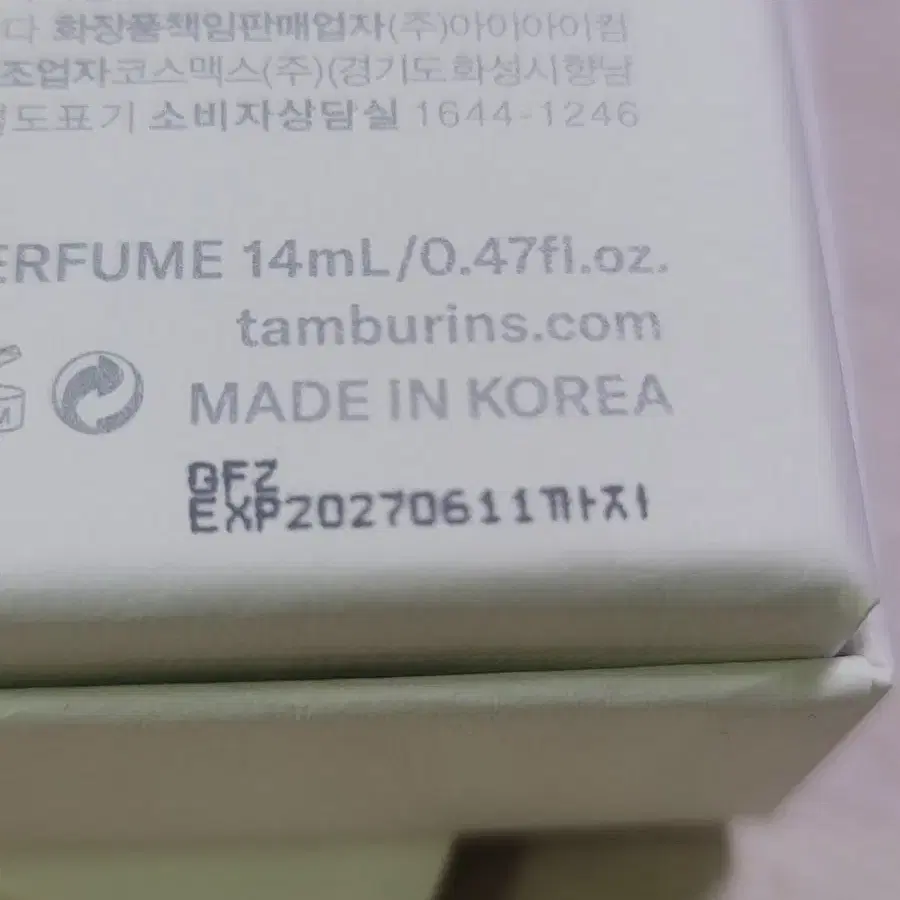 다 화장품책임판매업자(주)아이아이컴
조업자코스맥스(주)(경기도화성시향남
별도표기 소비자상담실 1644-1246
ERFUME 14mL/0.47fl.oz.
tamburins.com
MADE IN KOREA
GFZ
EXP20270611까지